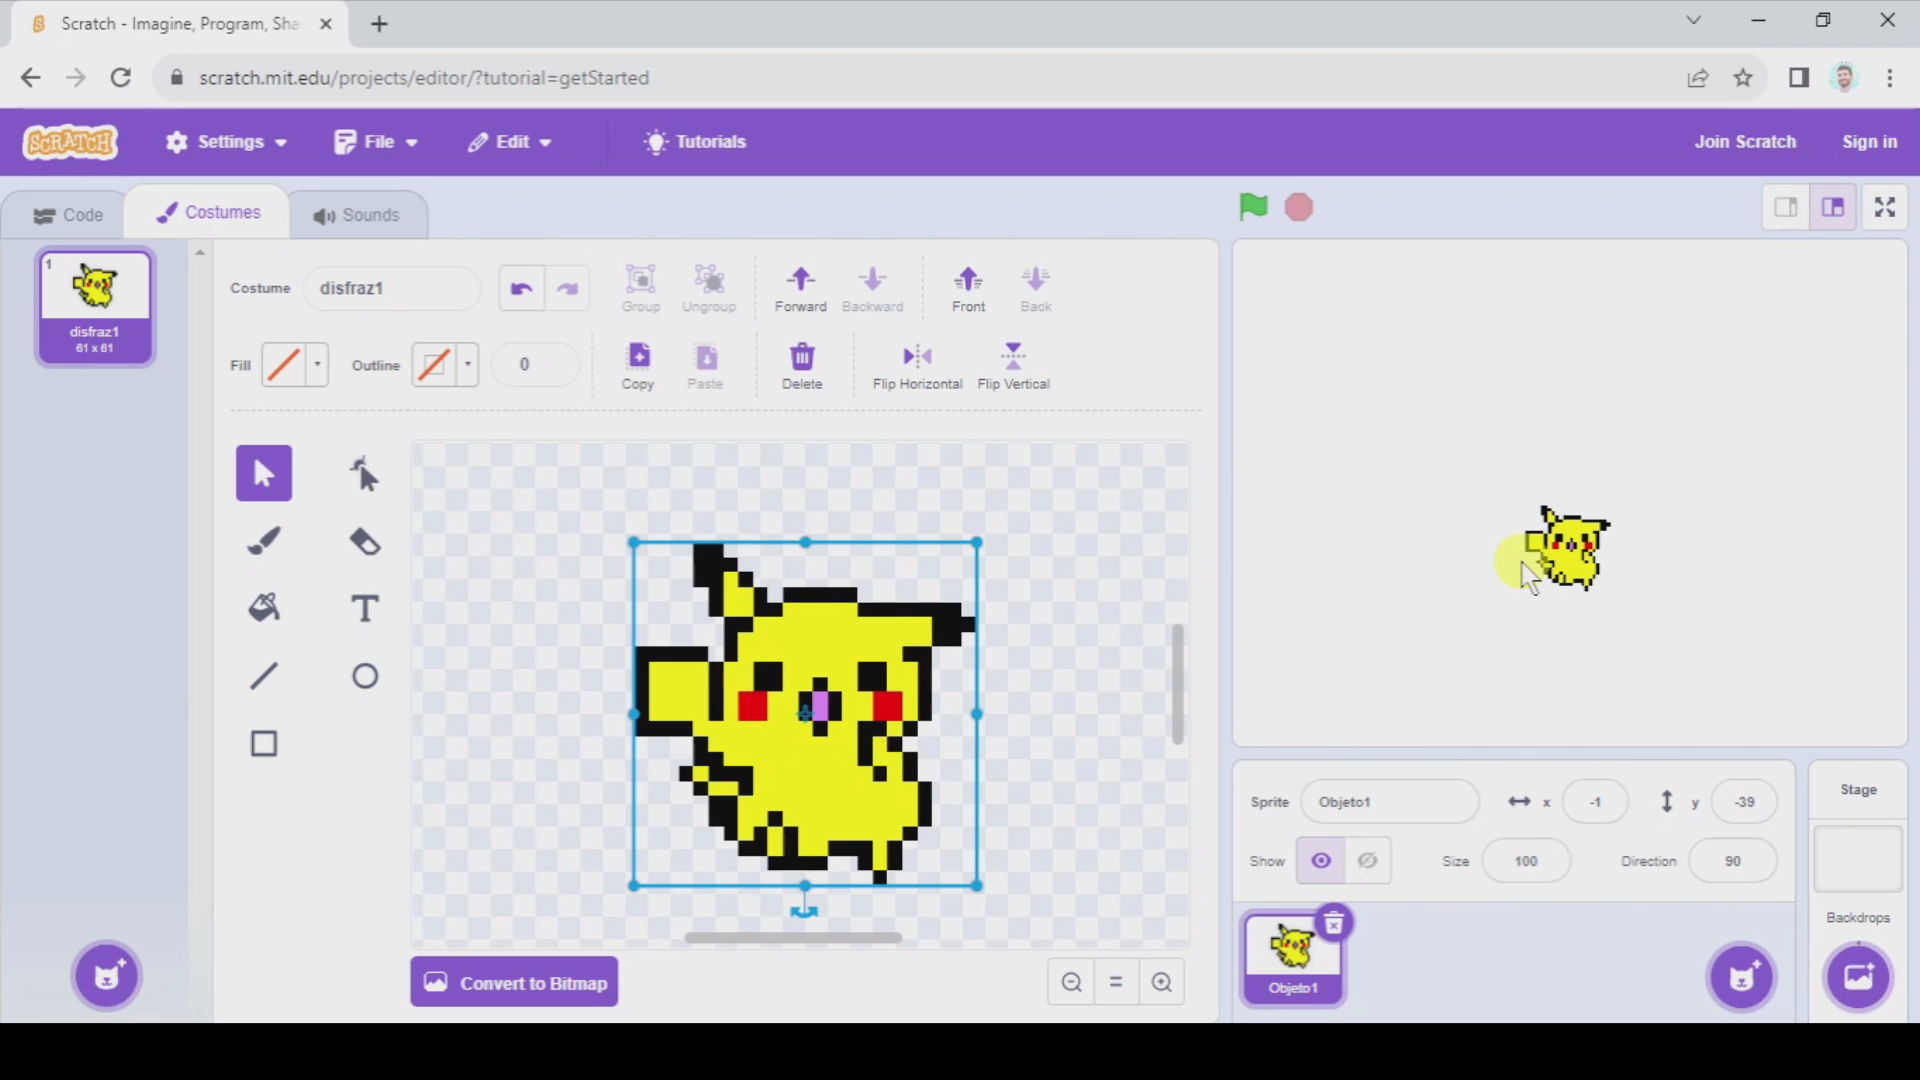 Scratch - Imagine, Program, Sha
scratch.mit.edu/projects/editor/?tutorial=getStarted
SCRATCH Settings File Edit Tutorials Join Scratch Sign in
Code Costumes Sounds
1
disfraz1
61 x 61
Costume disfraz1 Group Ungroup Forward Backward Front Back
Fill Outline 0 Copy Paste Delete Flip Horizontal Flip Vertical
T
Convert to Bitmap
Sprite Objeto1 x -1 y -39
Show Size 100 Direction 90
Objeto1
Stage
Backdrops